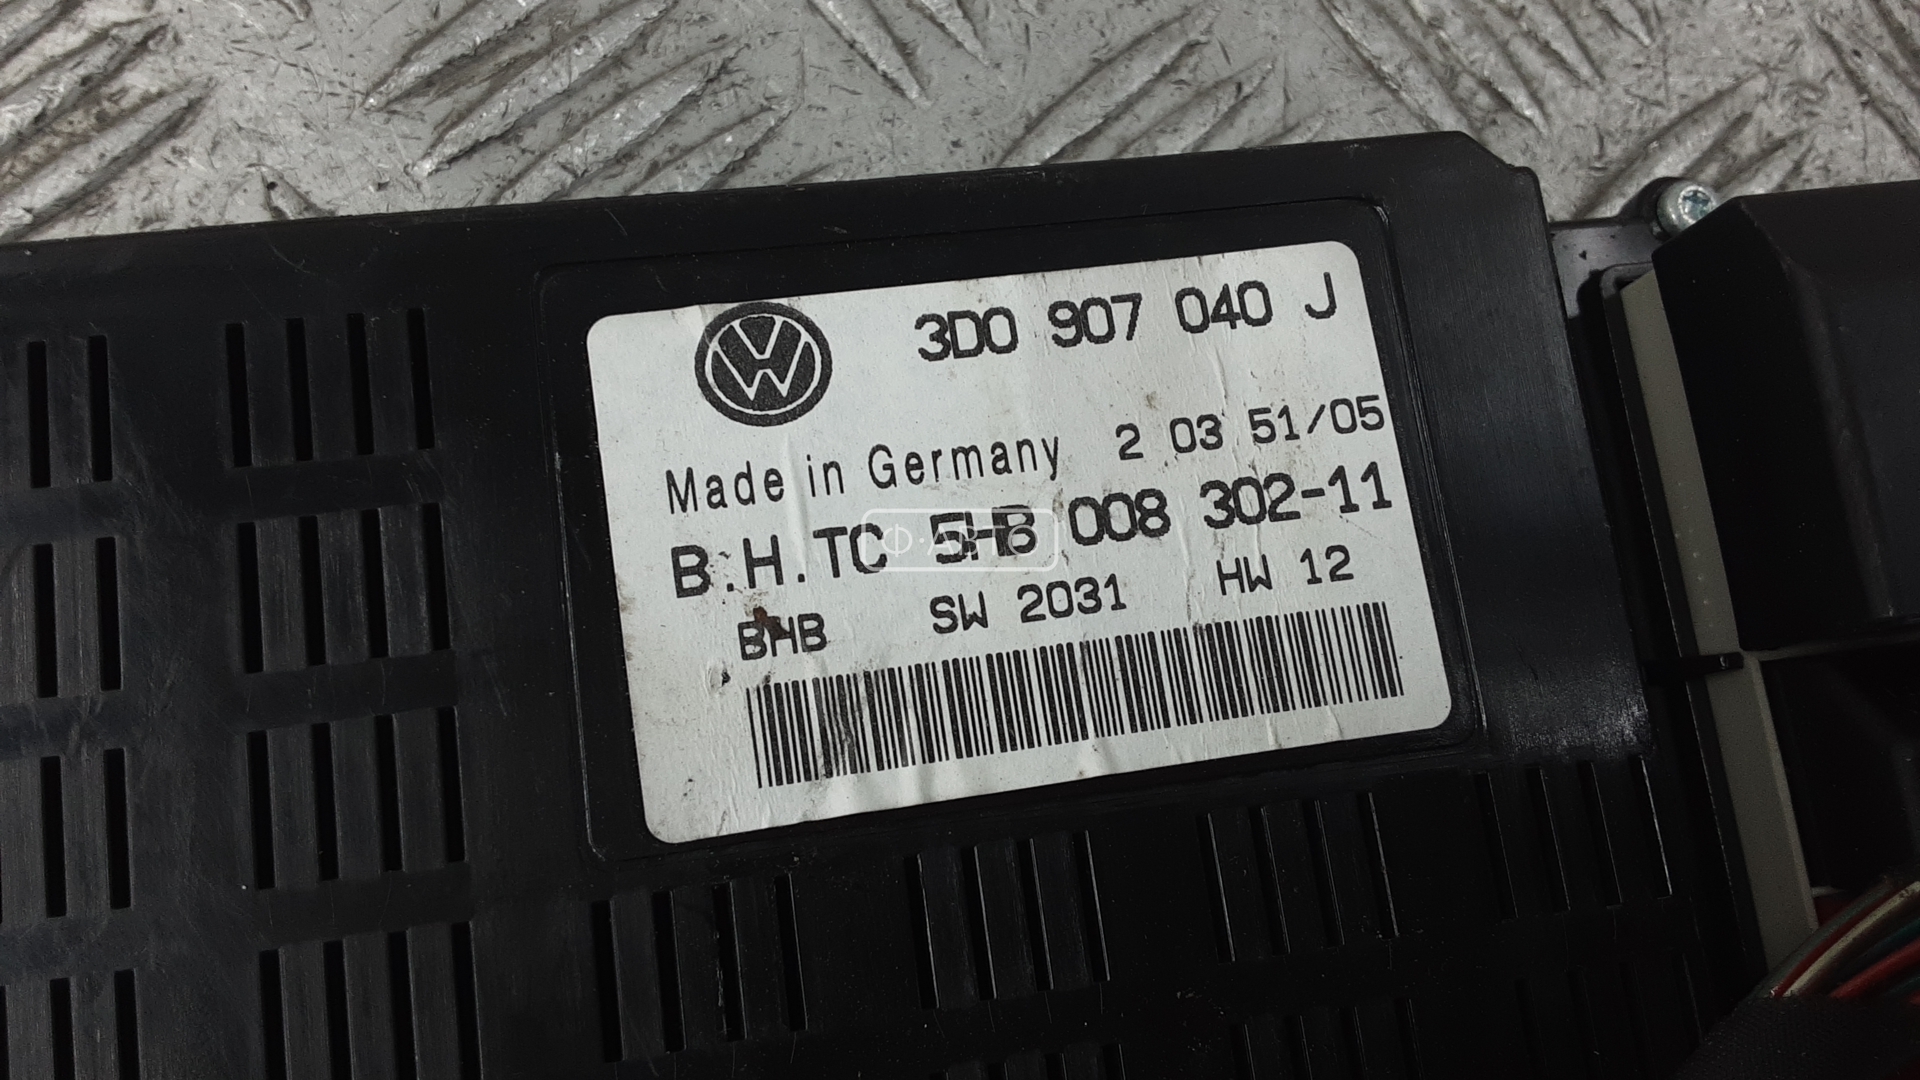 3D0 907 040 J
Made in Germany 2 03 51/05
B.H.TC 5HB 008 302-11
Ф·АРТО
BHB SW 2031 HW 12